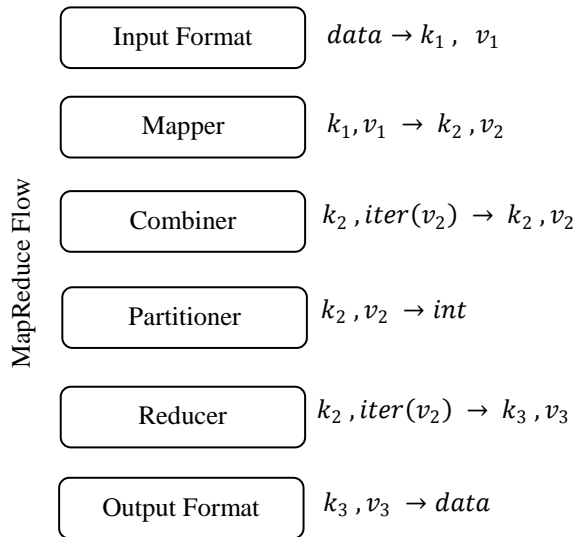 Input Format data → k₁ , v₁
Mapper k₁, v₁ → k₂ , v₂
Combiner k₂ , iter(v₂) → k₂ , v₂
Partitioner k₂ , v₂ → int
Reducer k₂ , iter(v₂) → k₃ , v₃
Output Format k₃ , v₃ → data
MapReduce Flow